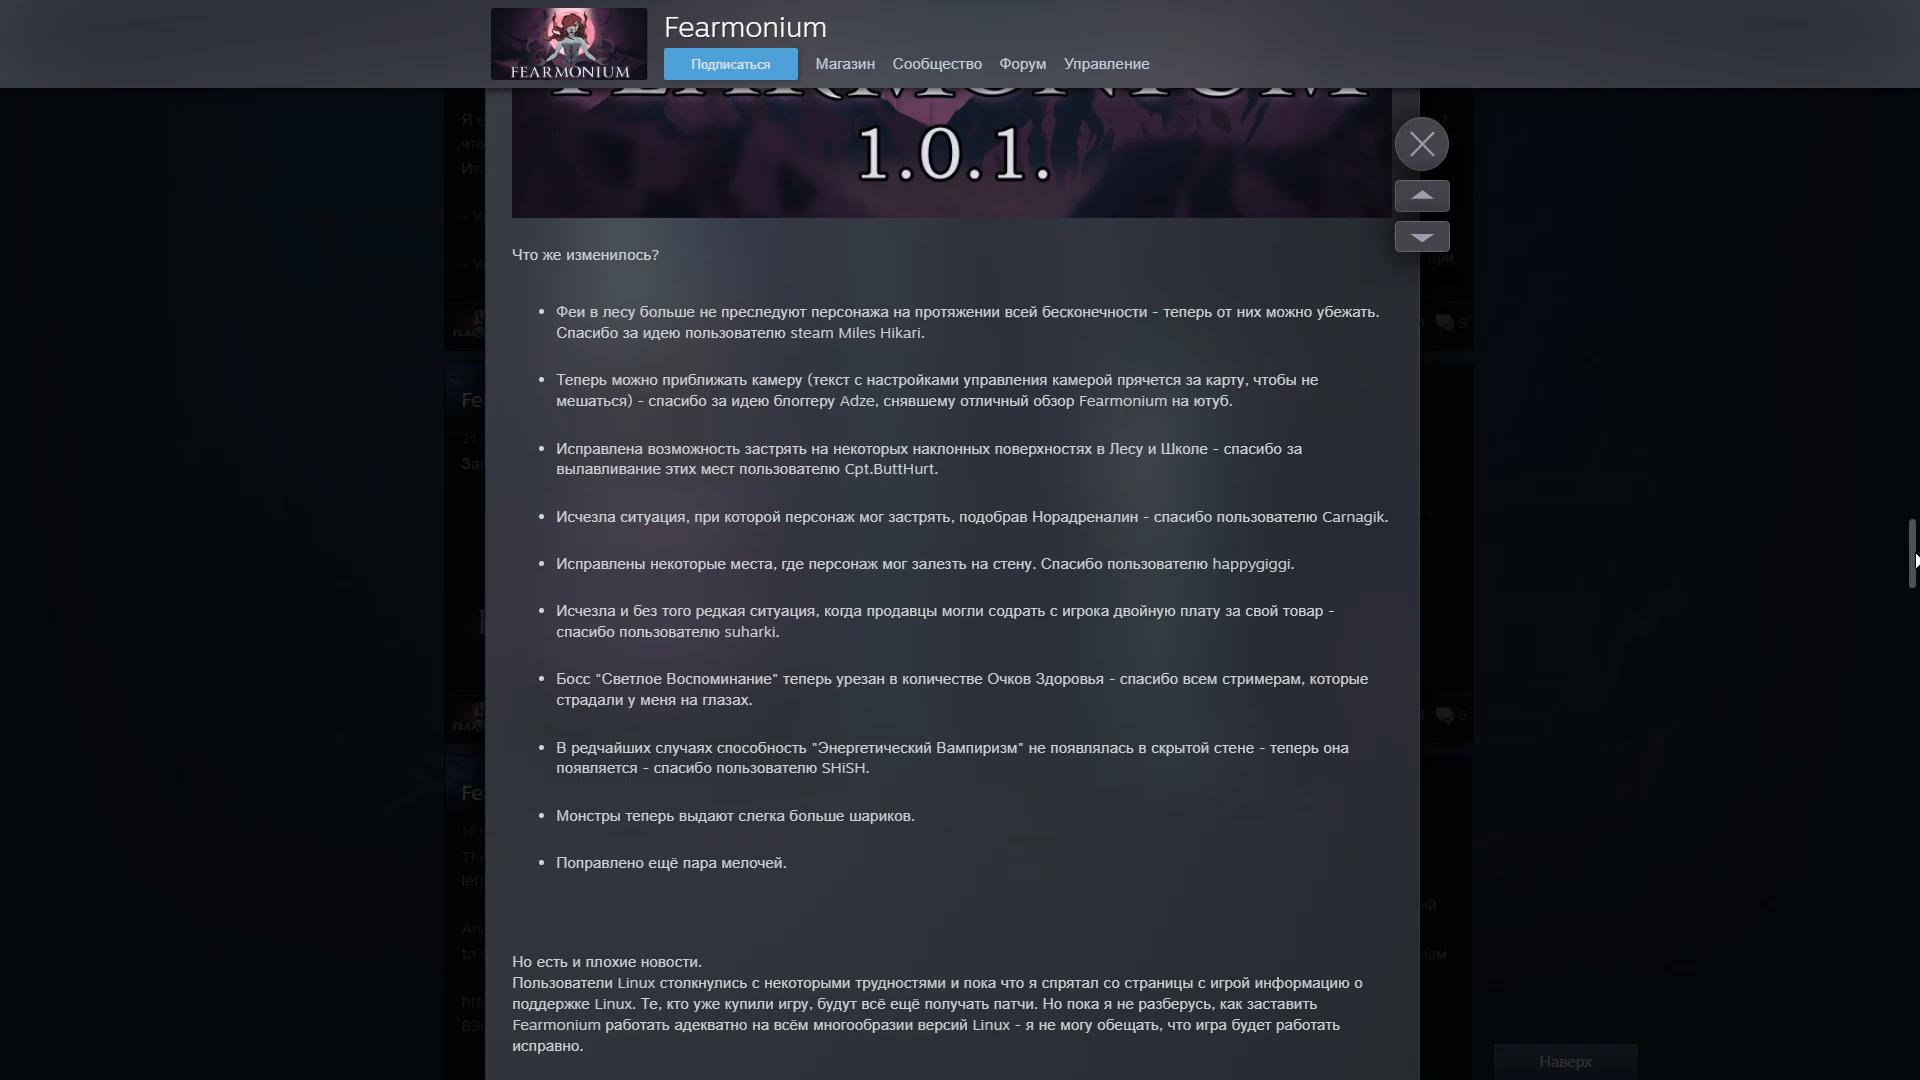 Fearmonium
FEARMONIUM
Подписаться
Магазин
Сообщество
Форум
Управление
FEARMONIUM
1.0.1.
Что же изменилось?
• Феи в лесу больше не преследуют персонажа на протяжении всей бесконечности - теперь от них можно убежать.
Спасибо за идею пользователю steam Miles Hikari.
• Теперь можно приближать камеру (текст с настройками управления камерой прячется за карту, чтобы не
мешаться) - спасибо за идею блоггеру Adze, снявшему отличный обзор Fearmonium на ютуб.
• Исправлена возможность застрять на некоторых наклонных поверхностях в Лесу и Школе - спасибо за
вылавливание этих мест пользователю Cpt.ButtHurt.
• Исчезла ситуация, при которой персонаж мог застрять, подобрав Норадреналин - спасибо пользователю Carnagik.
• Исправлены некоторые места, где персонаж мог залезть на стену. Спасибо пользователю happygiggi.
• Исчезла и без того редкая ситуация, когда продавцы могли содрать с игрока двойную плату за свой товар -
спасибо пользователю suharki.
• Босс "Светлое Воспоминание" теперь урезан в количестве Очков Здоровья - спасибо всем стримерам, которые
страдали у меня на глазах.
• В редчайших случаях способность "Энергетический Вампиризм" не появлялась в скрытой стене - теперь она
появляется - спасибо пользователю SHiSH.
• Монстры теперь выдают слегка больше шариков.
• Поправлено ещё пара мелочей.
Но есть и плохие новости.
Пользователи Linux столкнулись с некоторыми трудностями и пока что я спрятал со страницы с игрой информацию о
поддержке Linux. Те, кто уже купили игру, будут всё ещё получать патчи. Но пока я не разберусь, как заставить
Fearmonium работать адекватно на всём многообразии версий Linux - я не могу обещать, что игра будет работать
исправно.
Наверх